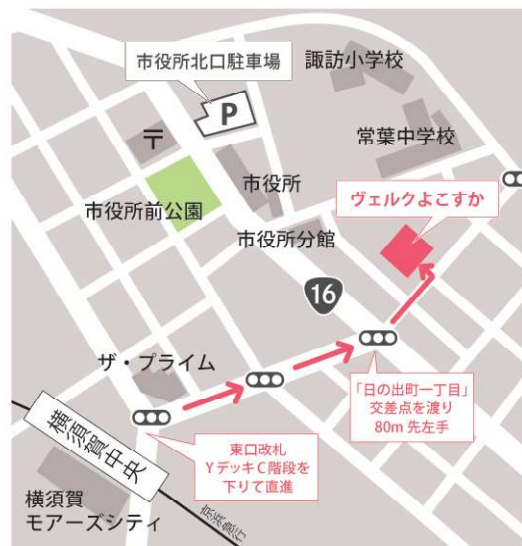 市役所北口駐車場
P
諏訪小学校
常葉中学校
〒
市役所
市役所前公園
ヴェルクよこすか
市役所分館
16
ザ・プライム
「日の出町一丁目」
交差点を渡り
80m 先左手
横須賀中央
東口改札
YデッキC階段を
下りて直進
横須賀
モアーズシティ
京浜急行